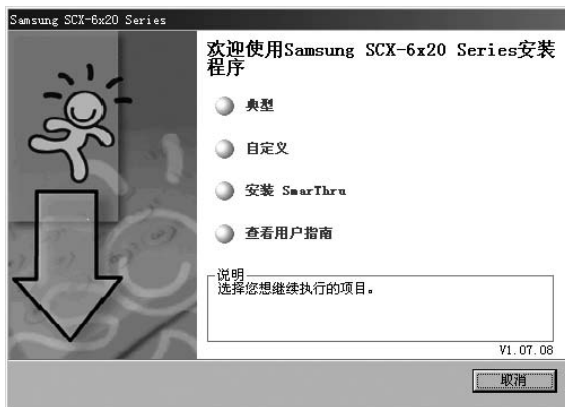 Samsung SCX-6x20 Series
欢迎使用Samsung SCX-6x20 Series安装
程序
典型
自定义
安装 SmarThru
查看用户指南
说明
选择您想继续执行的项目。
V1.07.08
取消